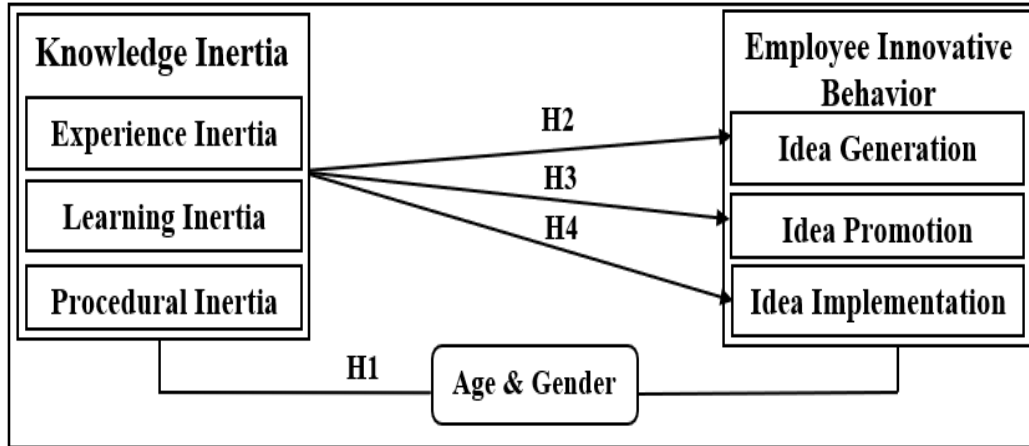 Knowledge Inertia
Experience Inertia
Learning Inertia
Procedural Inertia
H2
H3
H4
Employee Innovative
Behavior
Idea Generation
Idea Promotion
Idea Implementation
H1
Age & Gender